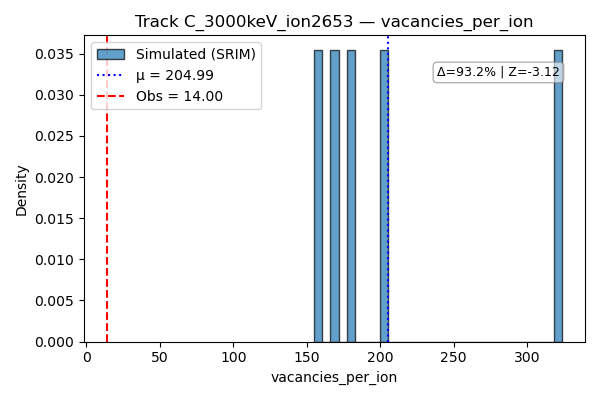 Track C_3000keV_ion2653 — vacancies_per_ion
Simulated (SRIM)
μ = 204.99
Obs = 14.00
Δ=93.2% | Z=-3.12
Density
0.035
0.030
0.025
0.020
0.015
0.010
0.005
0.000
0 50 100 150 200 250 300
vacancies_per_ion